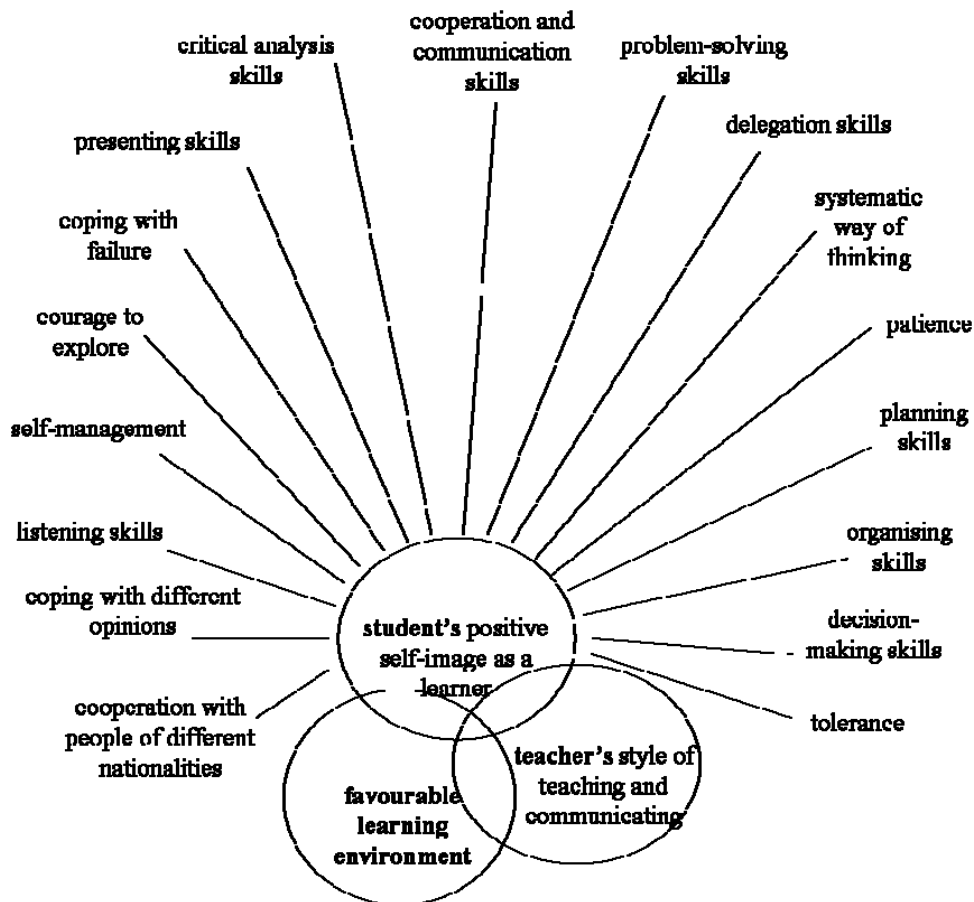 cooperation and
communication
skills
critical analysis
skills
problem-solving
skills
presenting skills
delegation skills
coping with
failure
systematic
way of
thinking
courage to
explore
patience
self-management
planning
skills
listening skills
organising
skills
coping with different
opinions
decision-
making skills
student's positive
self-image as a
learner
cooperation with
people of different
nationalities
tolerance
teacher's style of
teaching and
communicating
favourable
learning
environment